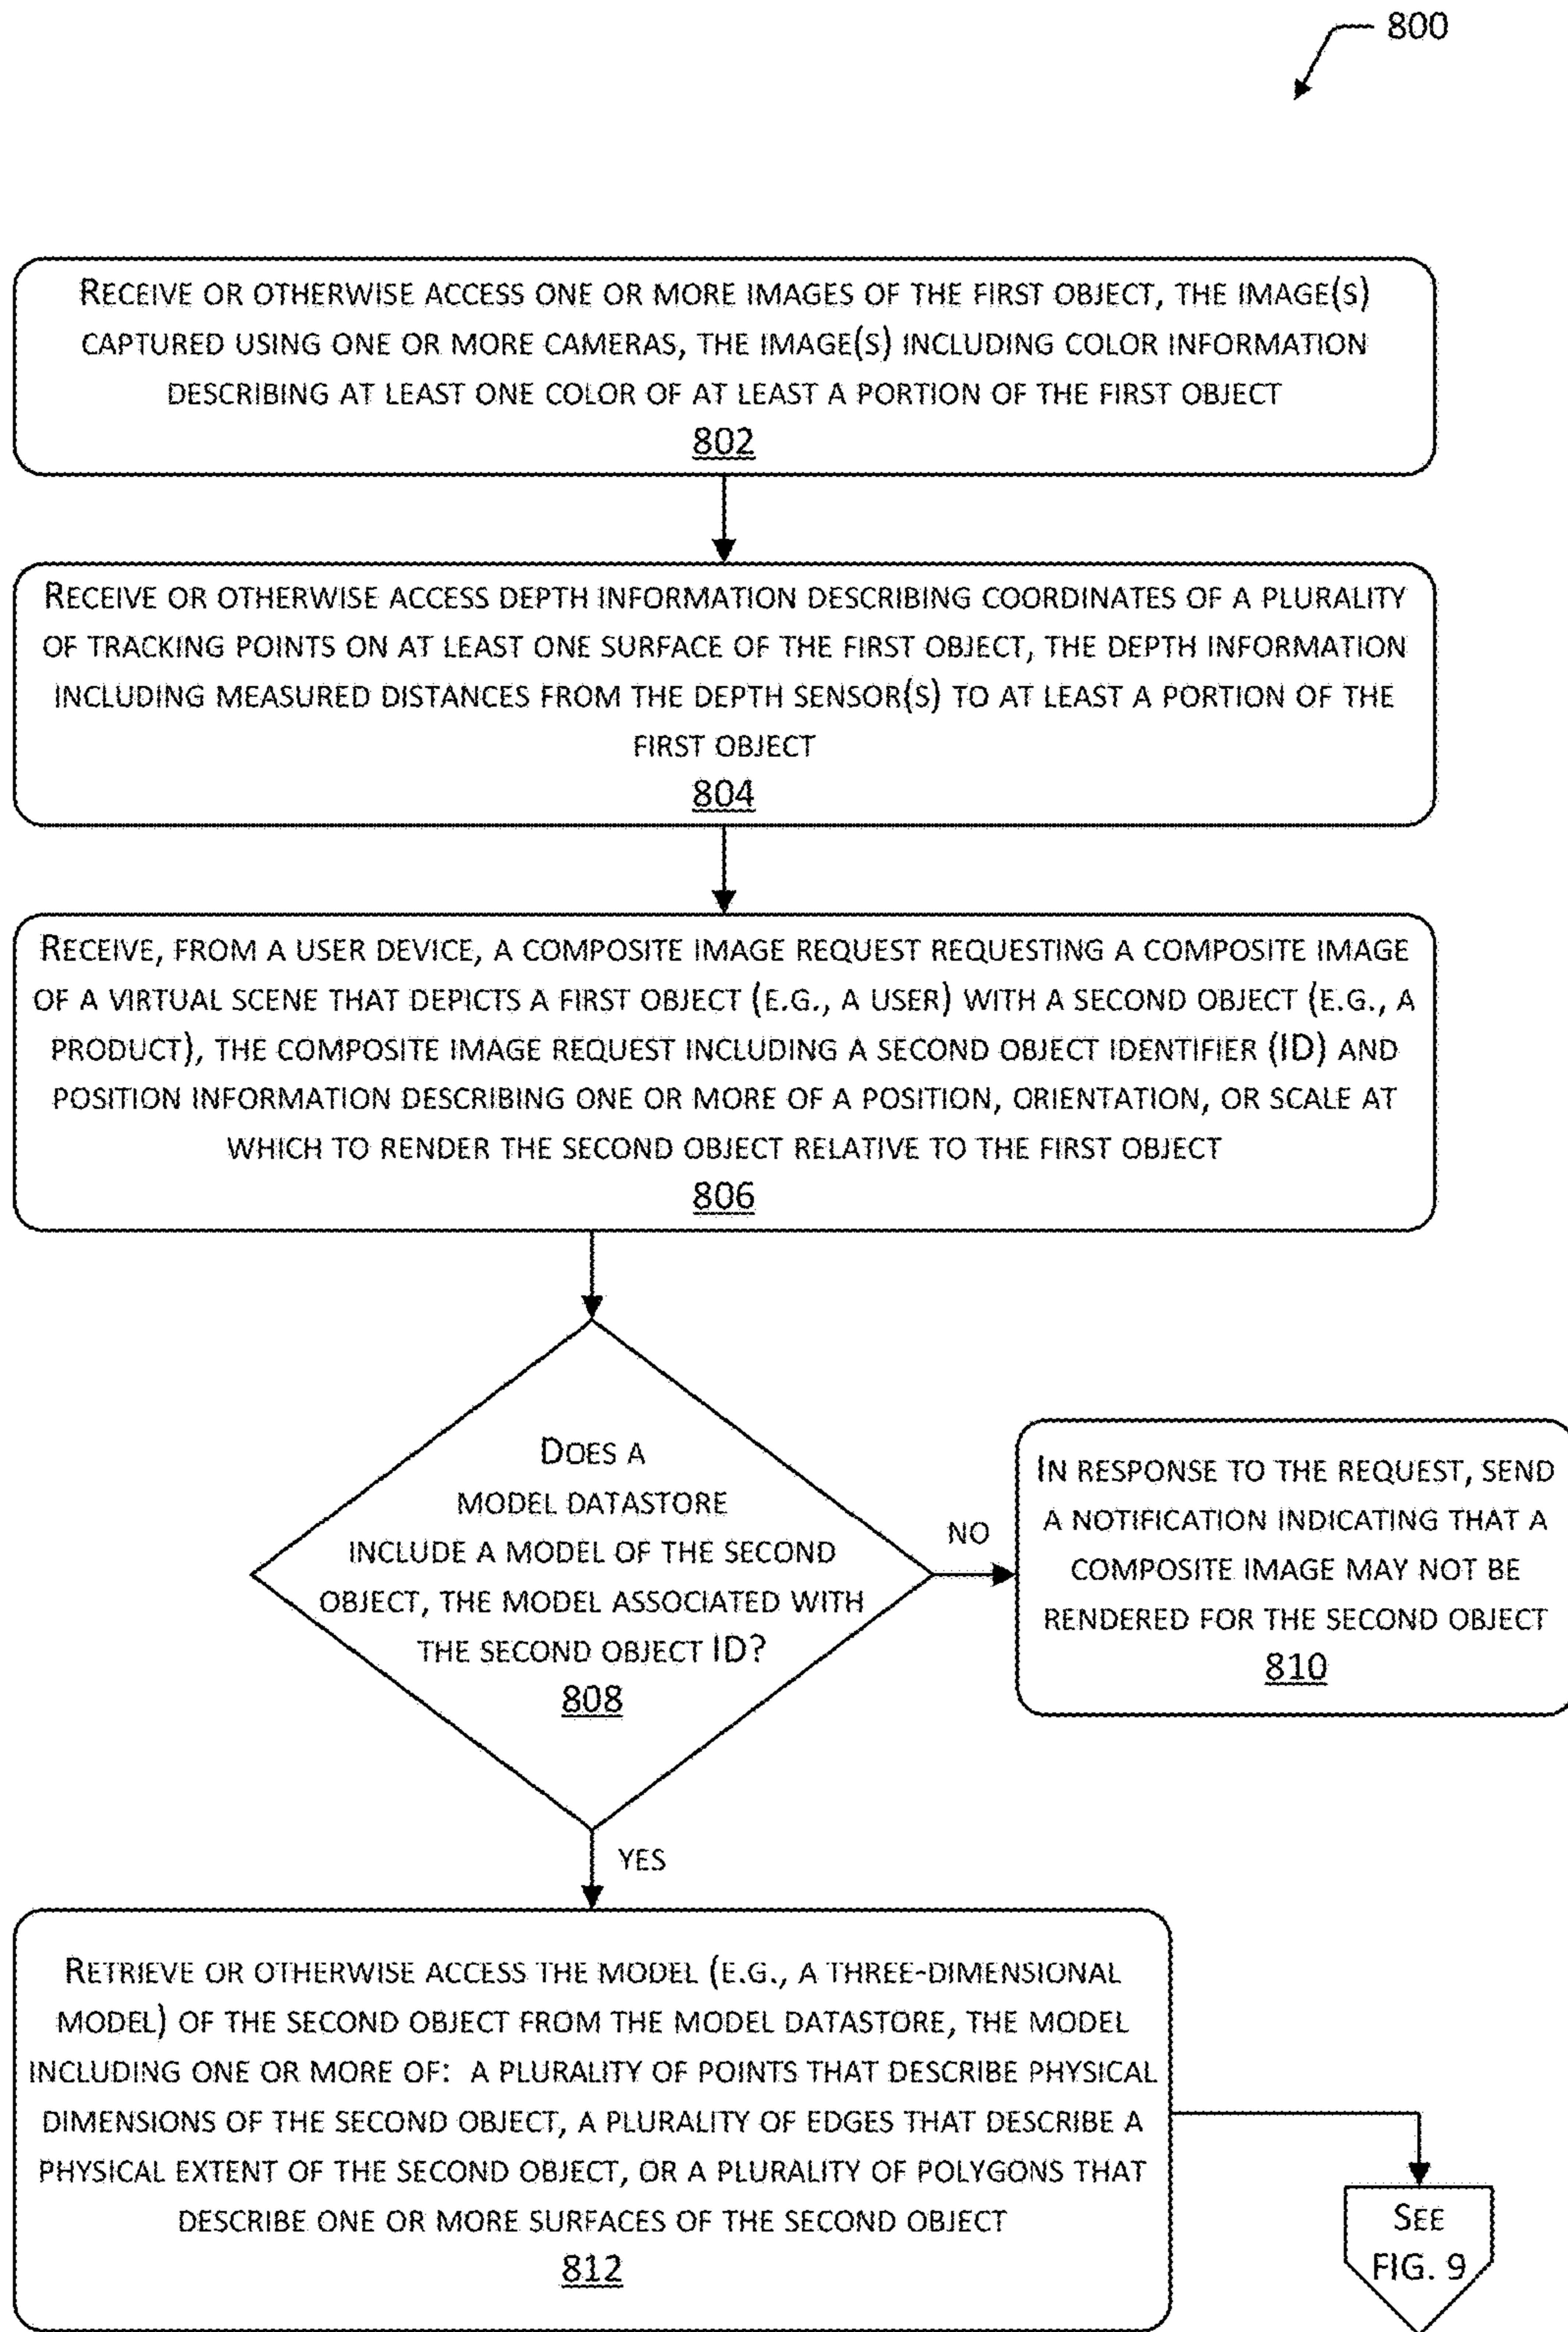 800
RECEIVE OR OTHERWISE ACCESS ONE OR MORE IMAGES OF THE FIRST OBJECT, THE IMAGE(S)
CAPTURED USING ONE OR MORE CAMERAS, THE IMAGE(S) INCLUDING COLOR INFORMATION
DESCRIBING AT LEAST ONE COLOR OF AT LEAST A PORTION OF THE FIRST OBJECT
802
RECEIVE OR OTHERWISE ACCESS DEPTH INFORMATION DESCRIBING COORDINATES OF A PLURALITY
OF TRACKING POINTS ON AT LEAST ONE SURFACE OF THE FIRST OBJECT, THE DEPTH INFORMATION
INCLUDING MEASURED DISTANCES FROM THE DEPTH SENSOR(S) TO AT LEAST A PORTION OF THE
FIRST OBJECT
804
RECEIVE, FROM A USER DEVICE, A COMPOSITE IMAGE REQUEST REQUESTING A COMPOSITE IMAGE
OF A VIRTUAL SCENE THAT DEPICTS A FIRST OBJECT (E.G., A USER) WITH A SECOND OBJECT (E.G., A
PRODUCT), THE COMPOSITE IMAGE REQUEST INCLUDING A SECOND OBJECT IDENTIFIER (ID) AND
POSITION INFORMATION DESCRIBING ONE OR MORE OF A POSITION, ORIENTATION, OR SCALE AT
WHICH TO RENDER THE SECOND OBJECT RELATIVE TO THE FIRST OBJECT
806
DOES A
MODEL DATASTORE
INCLUDE A MODEL OF THE SECOND
OBJECT, THE MODEL ASSOCIATED WITH
THE SECOND OBJECT ID?
808
NO
IN RESPONSE TO THE REQUEST, SEND
A NOTIFICATION INDICATING THAT A
COMPOSITE IMAGE MAY NOT BE
RENDERED FOR THE SECOND OBJECT
810
YES
RETRIEVE OR OTHERWISE ACCESS THE MODEL (E.G., A THREE-DIMENSIONAL
MODEL) OF THE SECOND OBJECT FROM THE MODEL DATASTORE, THE MODEL
INCLUDING ONE OR MORE OF: A PLURALITY OF POINTS THAT DESCRIBE PHYSICAL
DIMENSIONS OF THE SECOND OBJECT, A PLURALITY OF EDGES THAT DESCRIBE A
PHYSICAL EXTENT OF THE SECOND OBJECT, OR A PLURALITY OF POLYGONS THAT
DESCRIBE ONE OR MORE SURFACES OF THE SECOND OBJECT
812
SEE
FIG. 9